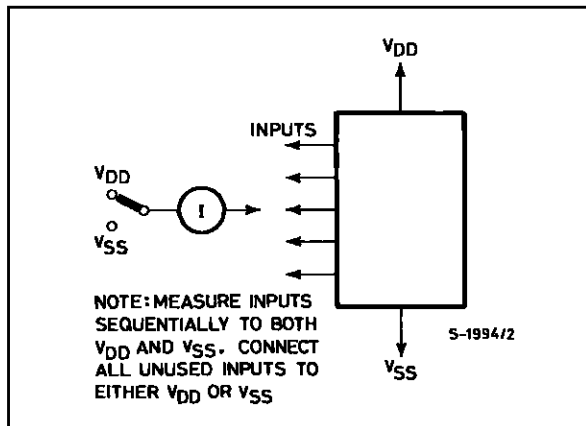 VDD
INPUTS
VDD
I
VSS
NOTE: MEASURE INPUTS
SEQUENTIALLY TO BOTH
VDD AND VSS. CONNECT
ALL UNUSED INPUTS TO
EITHER VDD OR VSS
S-1994/2
VSS